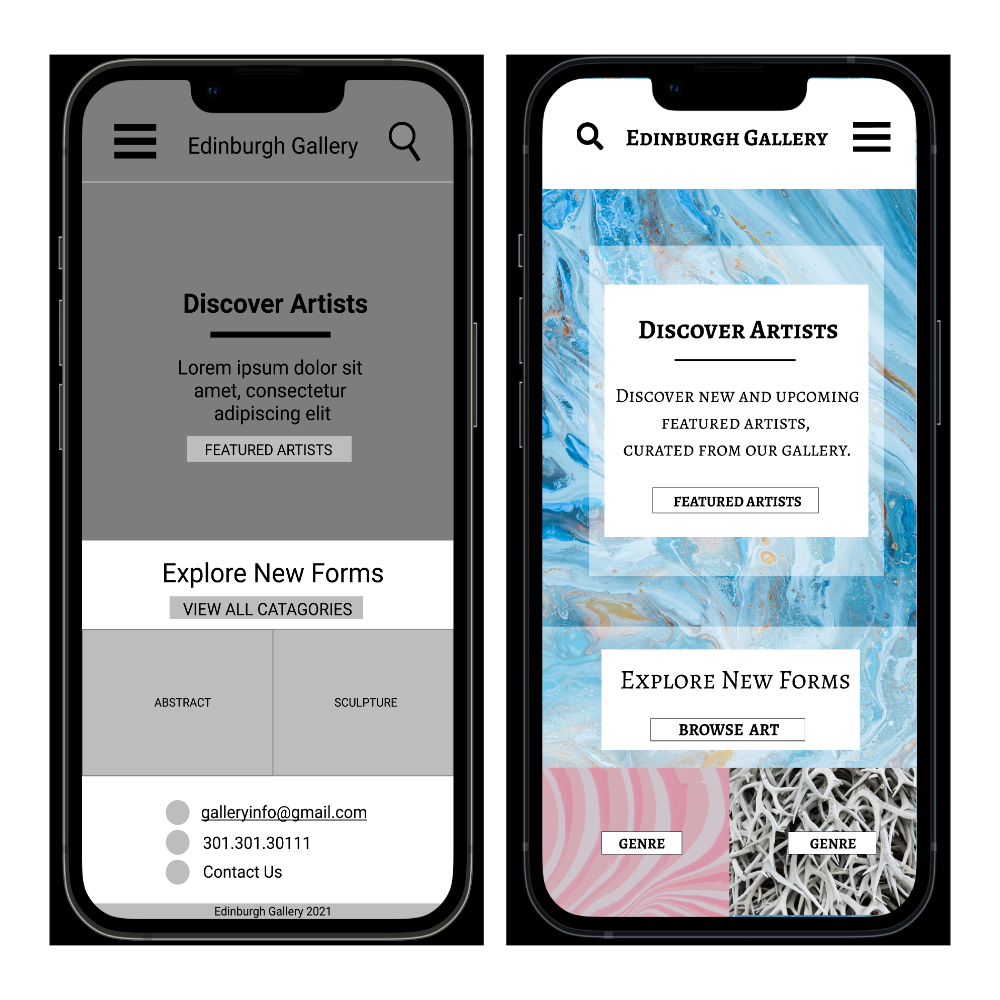 Edinburgh Gallery
Discover Artists
Lorem ipsum dolor sit
amet, consectetur
adipiscing elit
FEATURED ARTISTS
Explore New Forms
VIEW ALL CATAGORIES
ABSTRACT
SCULPTURE
galleryinfo@gmail.com
301.301.30111
Contact Us
Edinburgh Gallery 2021
Edinburgh Gallery
Discover Artists
Discover new and upcoming
featured artists,
curated from our gallery.
FEATURED ARTISTS
Explore New Forms
BROWSE ART
GENRE
GENRE